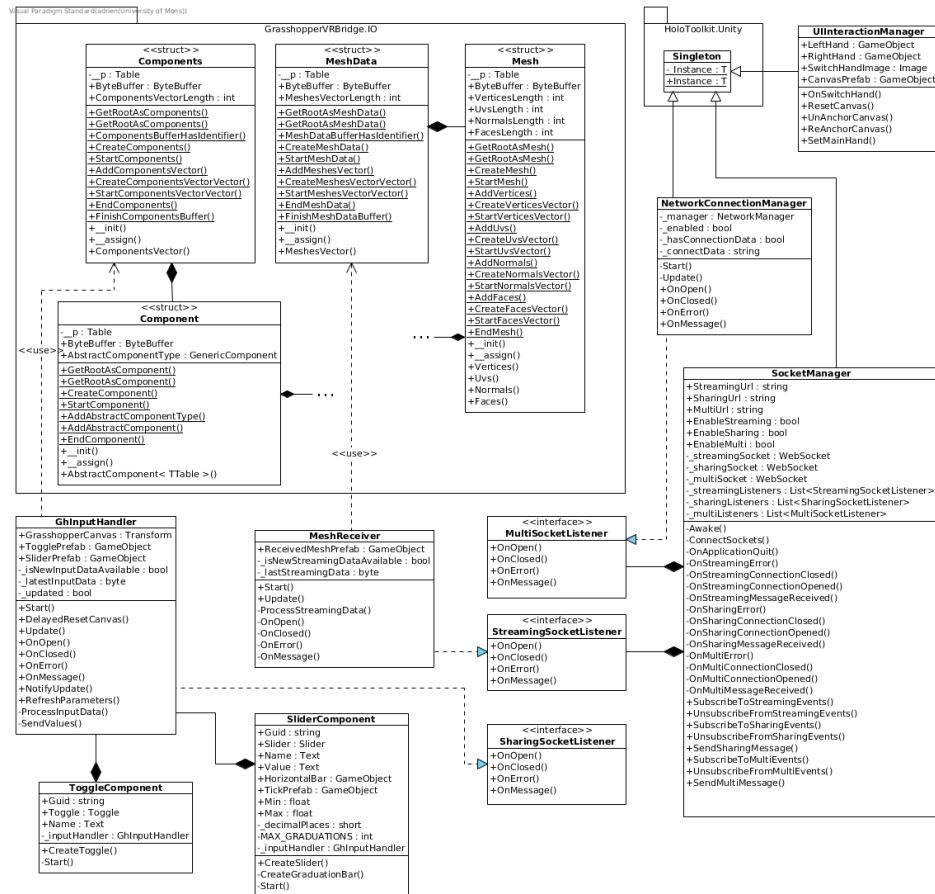 Visual Paradigm Standard(adrien(University of Mons))
GrasshopperVRBridge.IO
<<struct>>
Components
-__p : Table
+ByteBuffer : ByteBuffer
+ComponentsVectorLength : int
+GetRootAsComponents()
+GetRootAsComponents()
+ComponentsBufferHasIdentifier()
+CreateComponents()
+StartComponents()
+AddComponentsVector()
+CreateComponentsVectorVector()
+StartComponentsVectorVector()
+EndComponents()
+FinishComponentsBuffer()
+__init()
+__assign()
+ComponentsVector()
<<struct>>
MeshData
-__p : Table
+ByteBuffer : ByteBuffer
+MeshesVectorLength : int
+GetRootAsMeshData()
+GetRootAsMeshData()
+MeshDataBufferHasIdentifier()
+CreateMeshData()
+StartMeshData()
+AddMeshesVector()
+CreateMeshesVectorVector()
+StartMeshesVectorVector()
+EndMeshData()
+FinishMeshDataBuffer()
+__init()
+__assign()
+MeshesVector()
<<struct>>
Mesh
-__p : Table
+ByteBuffer : ByteBuffer
+VerticesLength : int
+UvsLength : int
+NormalsLength : int
+FacesLength : int
+GetRootAsMesh()
+GetRootAsMesh()
+CreateMesh()
+StartMesh()
+AddVertices()
+CreateVerticesVector()
+StartVerticesVector()
+AddUvs()
+CreateUvsVector()
+StartUvsVector()
+AddNormals()
+CreateNormalsVector()
+StartNormalsVector()
+AddFaces()
+CreateFacesVector()
+StartFacesVector()
+EndMesh()
+__init()
+__assign()
+Vertices()
+Uvs()
+Normals()
+Faces()
...
<<struct>>
Component
-__p : Table
+ByteBuffer : ByteBuffer
+AbstractComponentType : GenericComponent
+GetRootAsComponent()
+GetRootAsComponent()
+CreateComponent()
+StartComponent()
+AddAbstractComponentType()
+AddAbstractComponent()
+EndComponent()
+__init()
+__assign()
+AbstractComponent< TTable >()
...
<<use>>
<<use>>
HoloToolkit.Unity
Singleton
-_Instance : T
+Instance : T
UIInteractionManager
+LeftHand : GameObject
+RightHand : GameObject
+SwitchHandImage : Image
+CanvasPrefab : GameObject
+OnSwitchHand()
+ResetCanvas()
+UnAnchorCanvas()
+ReAnchorCanvas()
+SetMainHand()
NetworkConnectionManager
-_manager : NetworkManager
-_enabled : bool
-_hasConnectionData : bool
-_connectData : string
-Start()
-Update()
+OnOpen()
+OnClosed()
+OnError()
+OnMessage()
SocketManager
+StreamingUrl : string
+SharingUrl : string
+MultiUrl : string
+EnableStreaming : bool
+EnableSharing : bool
+EnableMulti : bool
-_streamingSocket : WebSocket
-_sharingSocket : WebSocket
-_multiSocket : WebSocket
-_streamingListeners : List<StreamingSocketListener>
-_sharingListeners : List<SharingSocketListener>
-_multiListeners : List<MultiSocketListener>
-Awake()
-ConnectSockets()
-OnApplicationQuit()
-OnStreamingError()
-OnStreamingConnectionClosed()
-OnStreamingConnectionOpened()
-OnStreamingMessageReceived()
-OnSharingError()
-OnSharingConnectionClosed()
-OnSharingConnectionOpened()
-OnSharingMessageReceived()
-OnMultiError()
-OnMultiConnectionClosed()
-OnMultiConnectionOpened()
-OnMultiMessageReceived()
+SubscribeToStreamingEvents()
+UnsubscribeFromStreamingEvents()
+SubscribeToSharingEvents()
+UnsubscribeFromSharingEvents()
+SendSharingMessage()
+SubscribeToMultiEvents()
+UnsubscribeFromMultiEvents()
+SendMultiMessage()
GhInputHandler
+GrasshopperCanvas : Transform
+TogglePrefab : GameObject
+SliderPrefab : GameObject
-_isNewInputDataAvailable : bool
-_latestInputData : byte
-_updated : bool
+Start()
+DelayedResetCanvas()
+Update()
+OnOpen()
+OnClosed()
+OnError()
+OnMessage()
+NotifyUpdate()
+RefreshParameters()
-ProcessInputData()
-SendValues()
MeshReceiver
+ReceivedMeshPrefab : GameObject
-_isNewStreamingDataAvailable : bool
-_lastStreamingData : byte
+Start()
+Update()
-ProcessStreamingData()
-OnOpen()
-OnClosed()
-OnError()
-OnMessage()
<<interface>>
MultiSocketListener
+OnOpen()
+OnClosed()
+OnError()
+OnMessage()
<<interface>>
StreamingSocketListener
+OnOpen()
+OnClosed()
+OnError()
+OnMessage()
<<interface>>
SharingSocketListener
+OnOpen()
+OnClosed()
+OnError()
+OnMessage()
ToggleComponent
+Guid : string
+Toggle : Toggle
+Name : Text
-_inputHandler : GhInputHandler
+CreateToggle()
-Start()
SliderComponent
+Guid : string
+Slider : Slider
+Name : Text
+Value : Text
+HorizontalBar : GameObject
+TickPrefab : GameObject
+Min : float
+Max : float
-_decimalPlaces : short
-MAX_GRADUATIONS : int
-_inputHandler : GhInputHandler
+CreateSlider()
-CreateGraduationBar()
-Start()